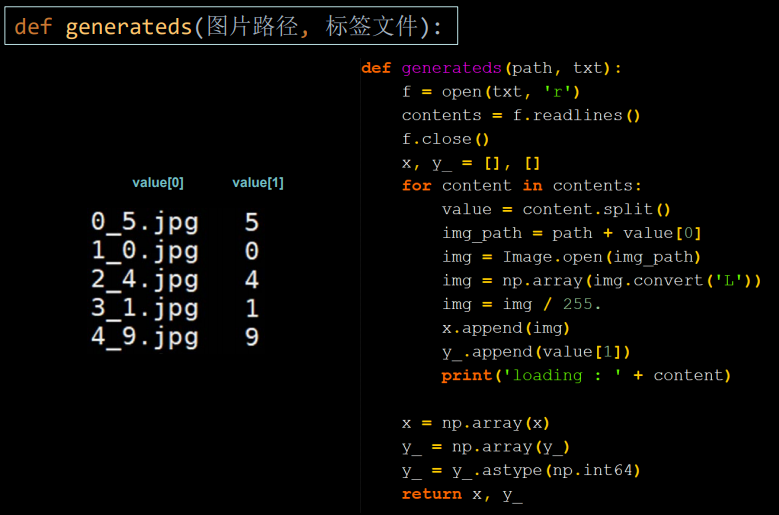 def generateds(图片路径, 标签文件):
value[0] value[1]
0_5.jpg 5
1_0.jpg 0
2_4.jpg 4
3_1.jpg 1
4_9.jpg 9
def generateds(path, txt):
    f = open(txt, 'r')
    contents = f.readlines()
    f.close()
    x, y_ = [], []
    for content in contents:
        value = content.split()
        img_path = path + value[0]
        img = Image.open(img_path)
        img = np.array(img.convert('L'))
        img = img / 255.
        x.append(img)
        y_.append(value[1])
        print('loading : ' + content)
    x = np.array(x)
    y_ = np.array(y_)
    y_ = y_.astype(np.int64)
    return x, y_